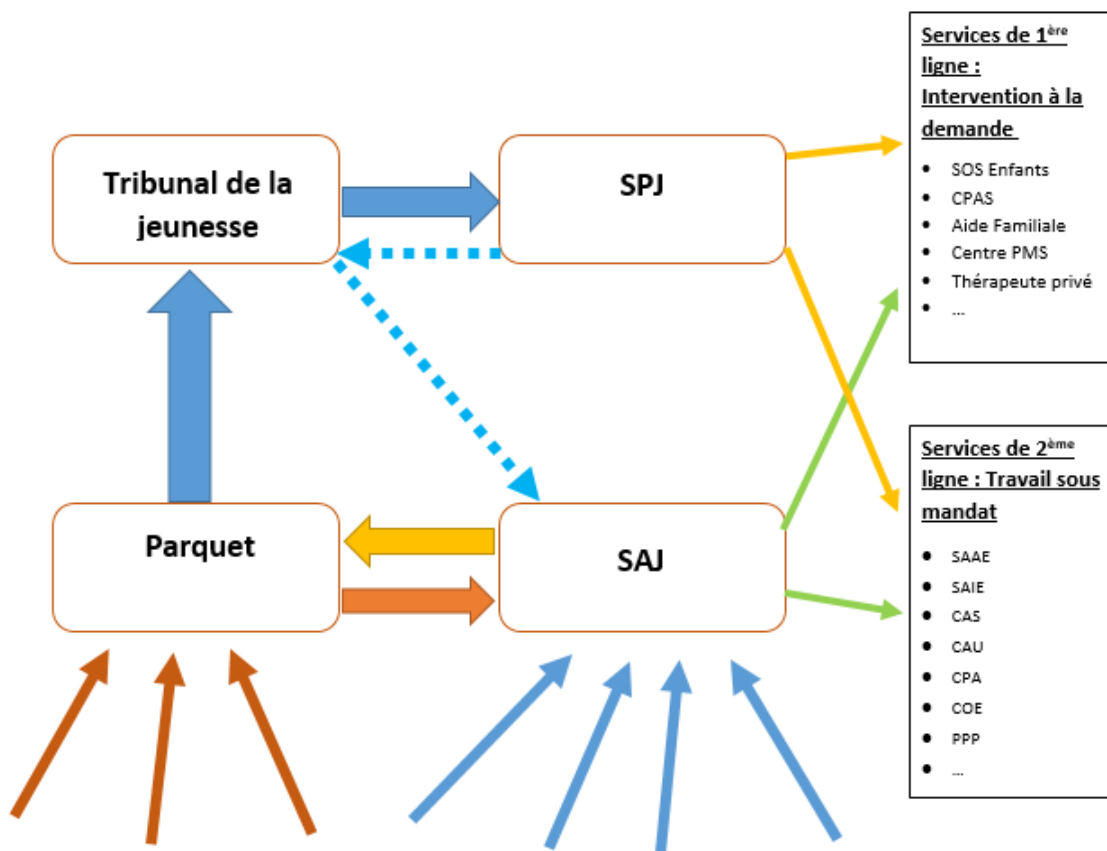 Tribunal de la
jeunesse
SPJ
Parquet
SAJ
Services de 1ère
ligne :
Intervention à la
demande
• SOS Enfants
• CPAS
• Aide Familiale
• Centre PMS
• Thérapeute privé
• ...
Services de 2ème
ligne : Travail sous
mandat
• SAAE
• SAIE
• CAS
• CAU
• CPA
• COE
• PPP
• ...